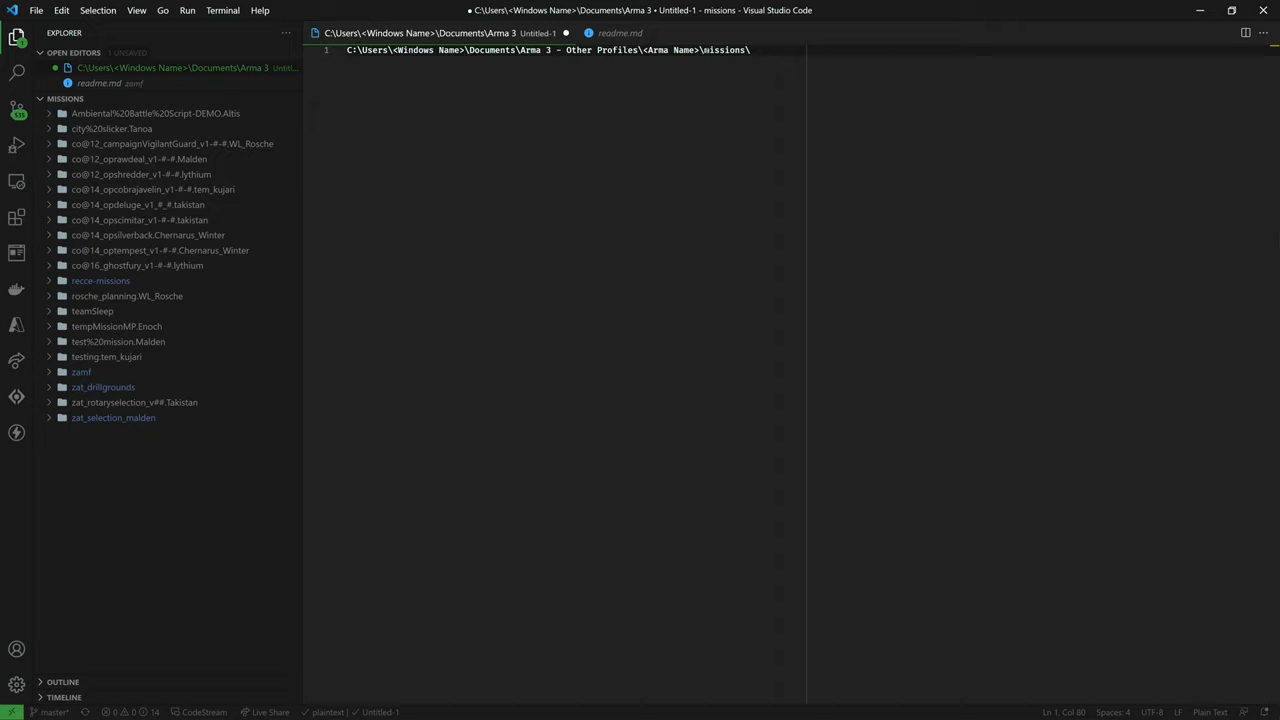 File Edit Selection View Go Run Terminal Help
● C:\Users\<Windows Name>\Documents\Arma 3 • Untitled-1 - missions - Visual Studio Code
EXPLORER
C:\Users\<Windows Name>\Documents\Arma 3 Untitled-1
readme.md
OPEN EDITORS 1 UNSAVED
C:\Users\<Windows Name>\Documents\Arma 3 Untitl...
readme.md zamf
MISSIONS
Ambiental%20Battle%20Script-DEMO.Altis
city%20slicker.Tanoa
co@12_campaignVigilantGuard_v1-#-#.WL_Rosche
co@12_oprawdeal_v1-#-#.Malden
co@12_opshredder_v1-#-#.lythium
co@14_opcobrajavelin_v1-#-#.tem_kujari
co@14_opdeluge_v1_#_#.takistan
co@14_opscimitar_v1-#-#.takistan
co@14_opsilverback.Chernarus_Winter
co@14_optempest_v1-#-#.Chernarus_Winter
co@16_ghostfury_v1-#-#.lythium
recce-missions
rosche_planning.WL_Rosche
teamSleep
tempMissionMP.Enoch
test%20mission.Malden
testing.tem_kujari
zamf
zat_drillgrounds
zat_rotaryselection_v##.Takistan
zat_selection_malden
1 C:\Users\<Windows Name>\Documents\Arma 3 - Other Profiles\<Arma Name>\missions\
1
535
OUTLINE
TIMELINE
master* 0 0 14 CodeStream Live Share plaintext Untitled-1
Ln 1, Col 80 Spaces: 4 UTF-8 LF Plain Text